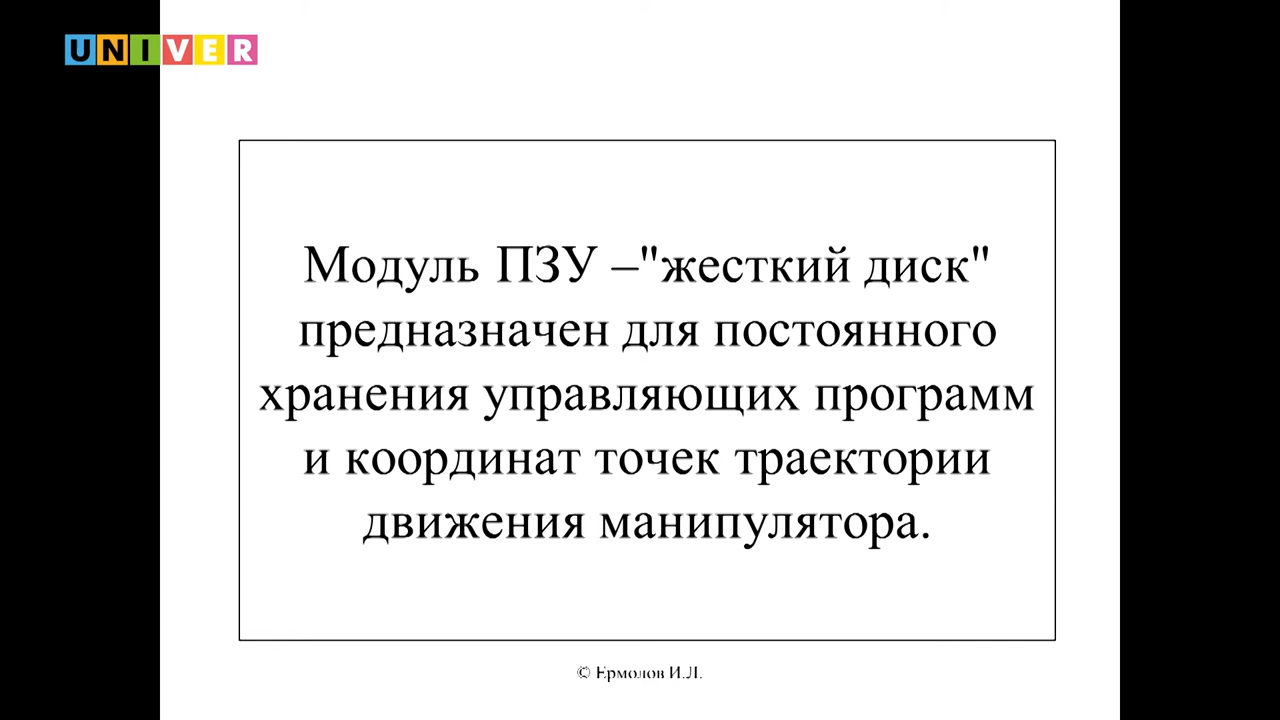 UNIVER
Модуль ПЗУ –"жесткий диск"
предназначен для постоянного
хранения управляющих программ
и координат точек траектории
движения манипулятора.
© Ермолов И.Л.